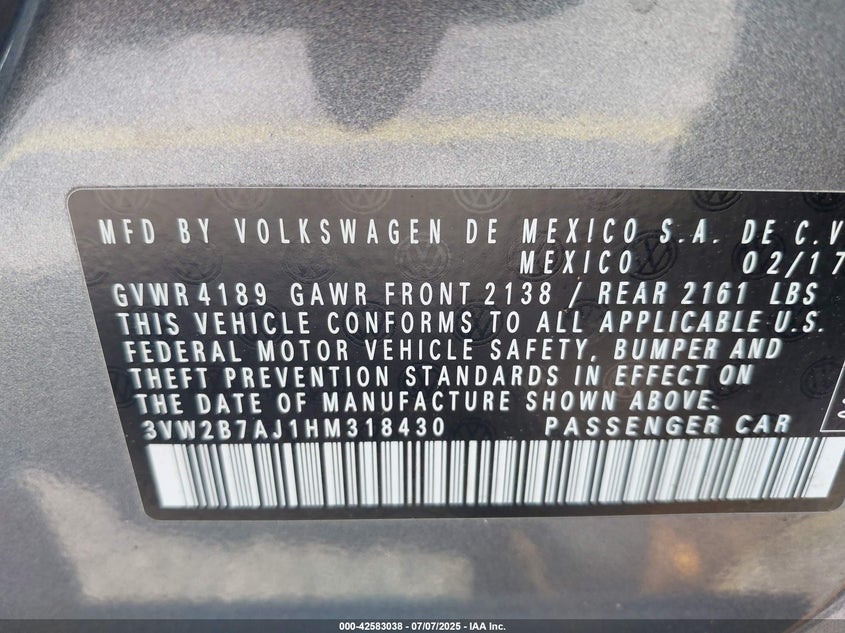 MFD BY VOLKSWAGEN DE MEXICO S.A. DE C.V
MEXICO 02/17
GVWR 4189 GAWR FRONT 2138 / REAR 2161 LBS
THIS VEHICLE CONFORMS TO ALL APPLICABLE U.S.
FEDERAL MOTOR VEHICLE SAFETY, BUMPER AND
THEFT PREVENTION STANDARDS IN EFFECT ON
THE DATE OF MANUFACTURE SHOWN ABOVE.
3VW2B7AJ1HM318430 PASSENGER CAR
000-42583038 - 07/07/2025 - IAA Inc.